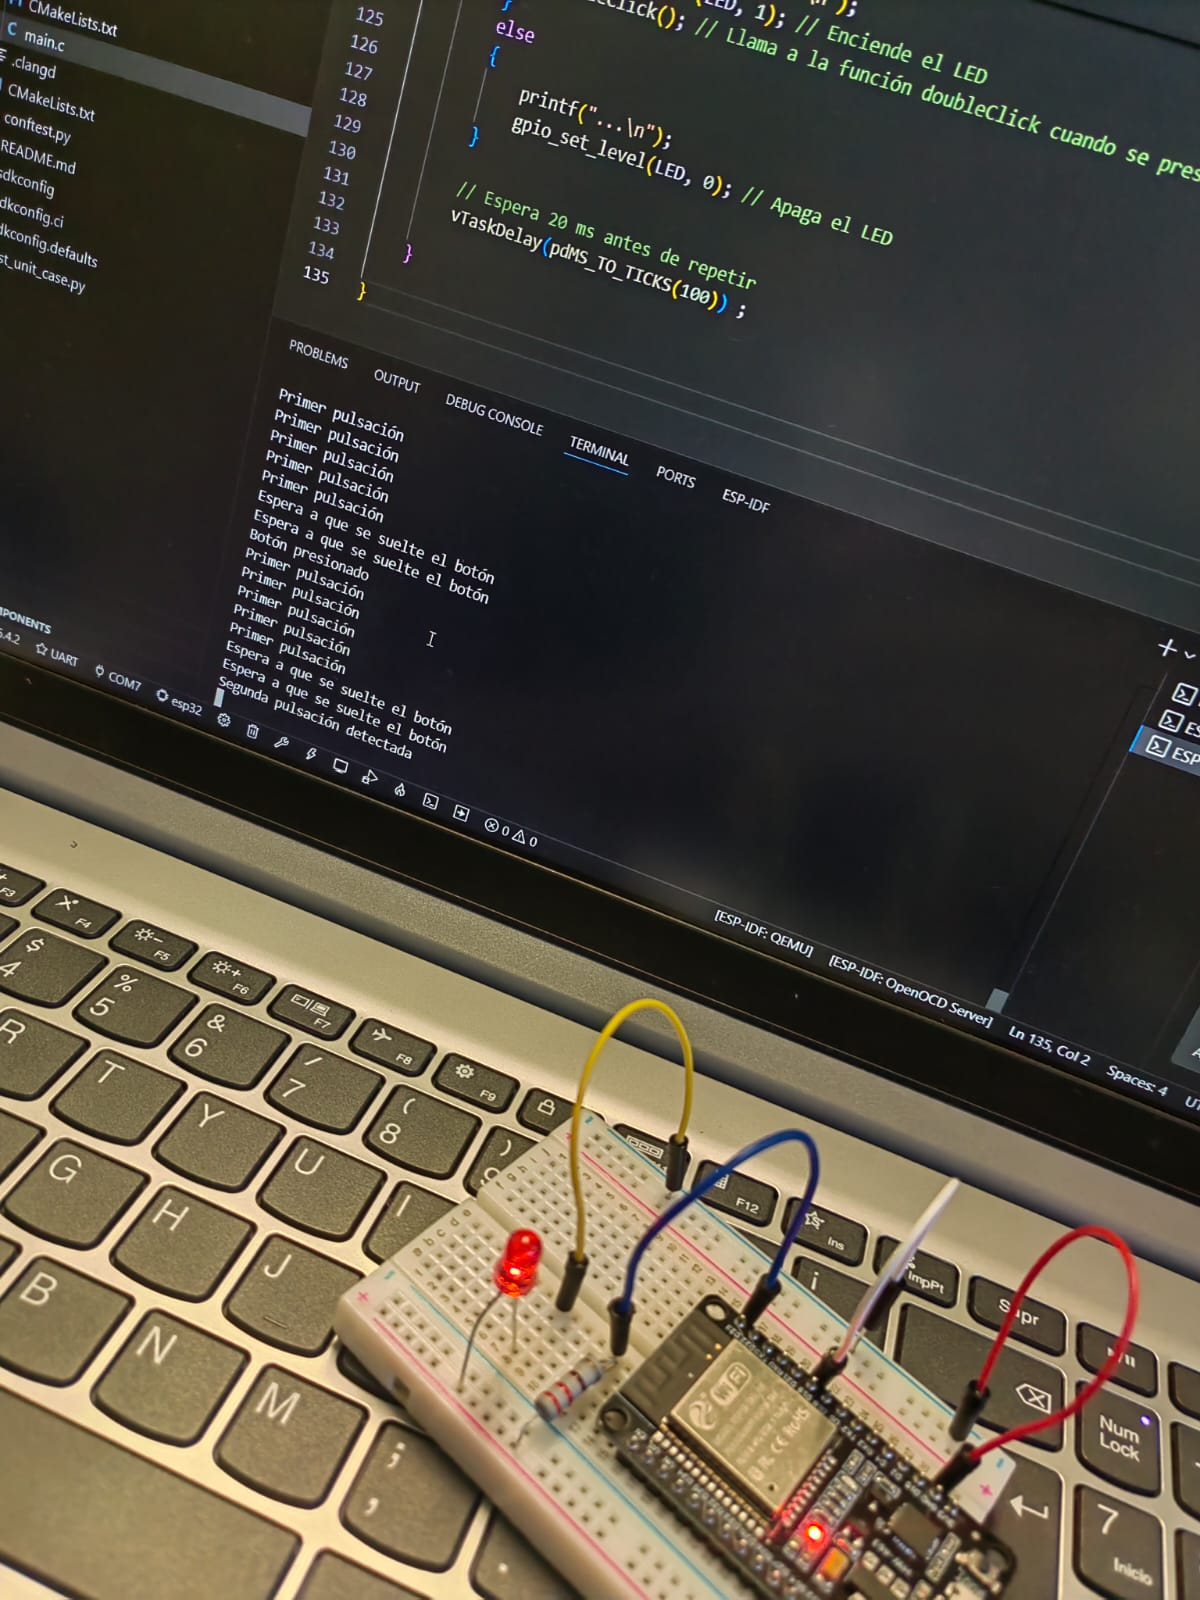 CMakeLists.txt
C main.c
.clangd
CMakeLists.txt
conftest.py
README.md
sdkconfig
dkconfig.ci
dkconfig.defaults
st_unit_case.py
125
126
127
128
129
130
131
132
133
134
135
LED, 1); // Enciende el LED
Click(); // Llama a la función doubleClick cuando se pres
}
else
{
printf("...\n");
gpio_set_level(LED, 0); // Apaga el LED
}
// Espera 20 ms antes de repetir
vTaskDelay(pdMS_TO_TICKS(100)) ;
}
}
PROBLEMS OUTPUT DEBUG CONSOLE TERMINAL PORTS ESP-IDF
Primer pulsación
Primer pulsación
Primer pulsación
Primer pulsación
Primer pulsación
Espera a que se suelte el botón
Espera a que se suelte el botón
Botón presionado
Primer pulsación
Primer pulsación
Primer pulsación
Primer pulsación
Primer pulsación
Espera a que se suelte el botón
Espera a que se suelte el botón
Segunda pulsación detectada
ES
ESP
MPONENTS
5.4.2 UART COM7 esp32 0 0 [ESP-IDF: QEMU] [ESP-IDF: OpenOCD Server] Ln 135, Col 2 Spaces: 4 UT
F3 F4 F5 F6 F7 F8 F9 F12 Ins ImpPt Supr
$ 4 % 5 & 6 / 7 ( 8 )
R T Y U I
G H J
B N M ; ,
Num Lock
7 Inicio
WiFi
CE RoHS